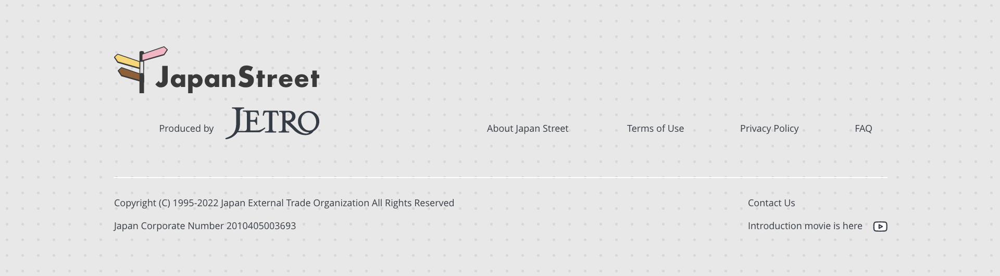 JapanStreet
Produced by JETRO
About Japan Street
Terms of Use
Privacy Policy
FAQ
Copyright (C) 1995-2022 Japan External Trade Organization All Rights Reserved
Japan Corporate Number 2010405003693
Contact Us
Introduction movie is here